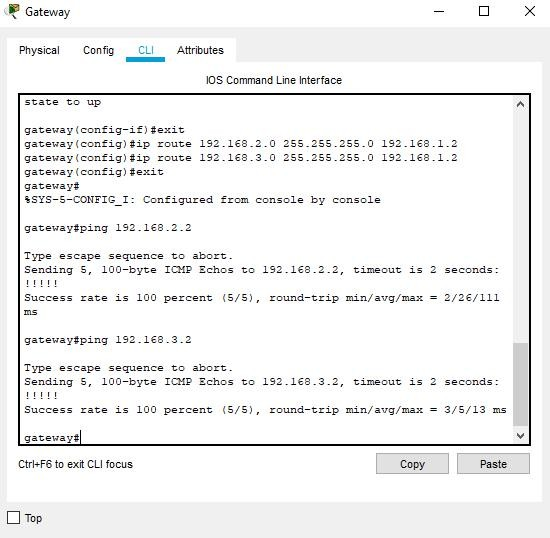 Gateway
Physical Config CLI Attributes
IOS Command Line Interface
state to up
gateway(config-if)#exit
gateway(config)#ip route 192.168.2.0 255.255.255.0 192.168.1.2
gateway(config)#ip route 192.168.3.0 255.255.255.0 192.168.1.2
gateway(config)#exit
gateway#
%SYS-5-CONFIG_I: Configured from console by console
gateway#ping 192.168.2.2
Type escape sequence to abort.
Sending 5, 100-byte ICMP Echos to 192.168.2.2, timeout is 2 seconds:
!!!!!
Success rate is 100 percent (5/5), round-trip min/avg/max = 2/26/111
ms
gateway#ping 192.168.3.2
Type escape sequence to abort.
Sending 5, 100-byte ICMP Echos to 192.168.3.2, timeout is 2 seconds:
!!!!!
Success rate is 100 percent (5/5), round-trip min/avg/max = 3/5/13 ms
gateway#
Ctrl+F6 to exit CLI focus
Copy Paste
Top